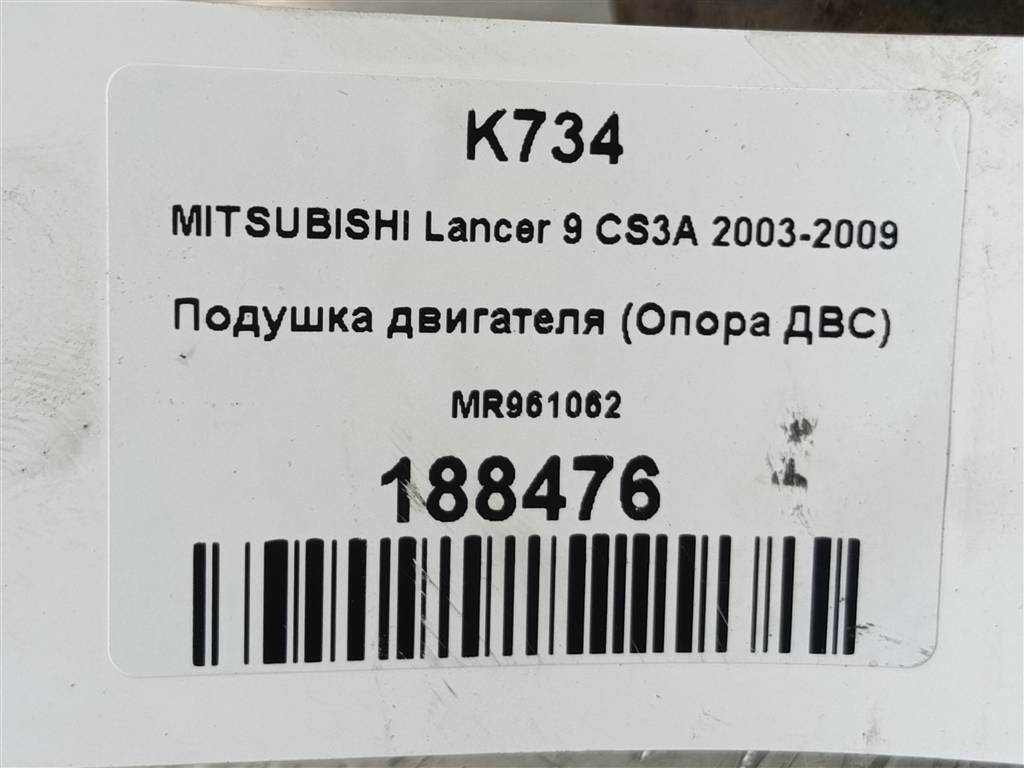 K734
MITSUBISHI Lancer 9 CS3A 2003-2009
Подушка двигателя (Опора ДВС)
MR961062
188476